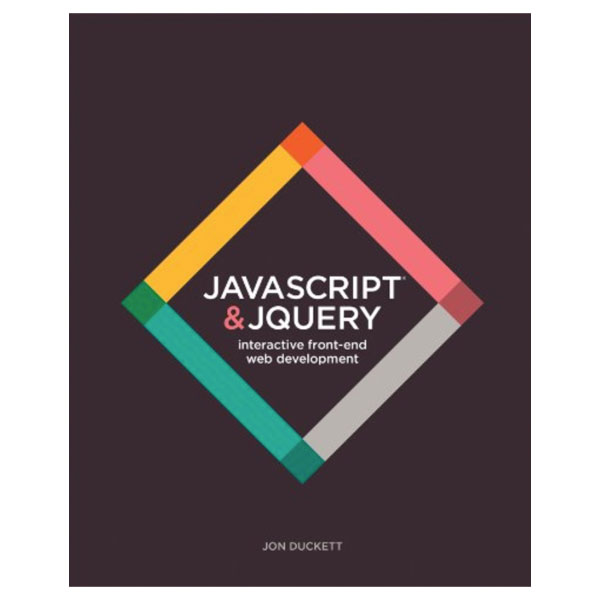 JAVASCRIPT®
& JQUERY
interactive front-end
web development
JON DUCKETT